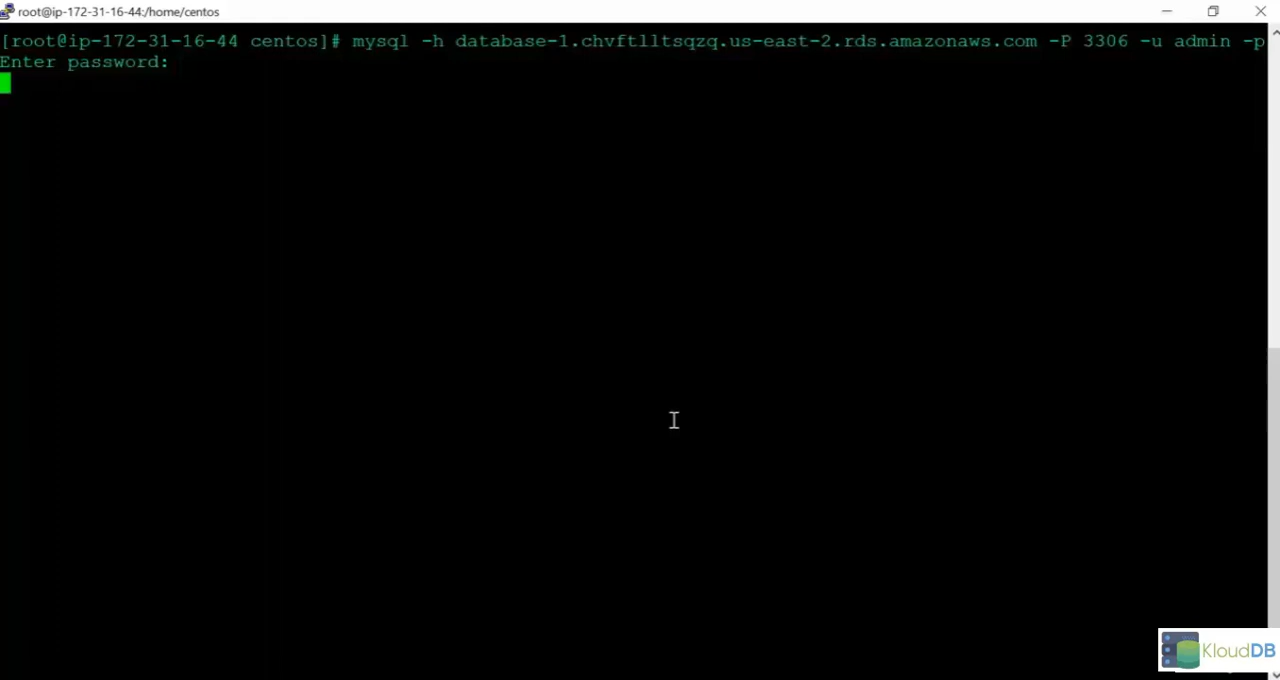 root@ip-172-31-16-44:/home/centos
[root@ip-172-31-16-44 centos]# mysql -h database-1.chvftlltsqzq.us-east-2.rds.amazonaws.com -P 3306 -u admin -p
Enter password:
KloudDB